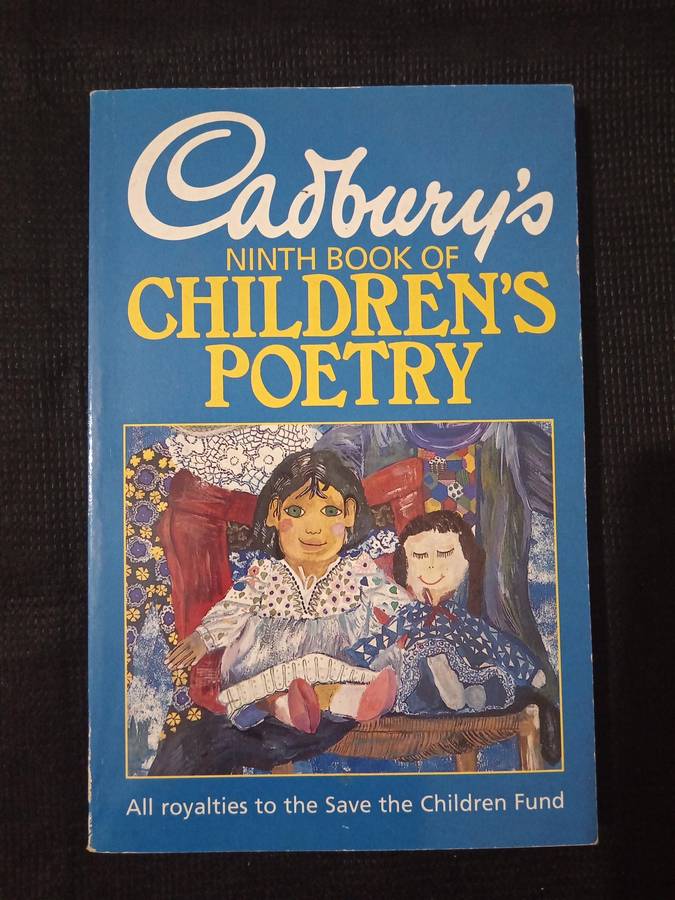 Cadbury's
NINTH BOOK OF
CHILDREN'S
POETRY
All royalties to the Save the Children Fund